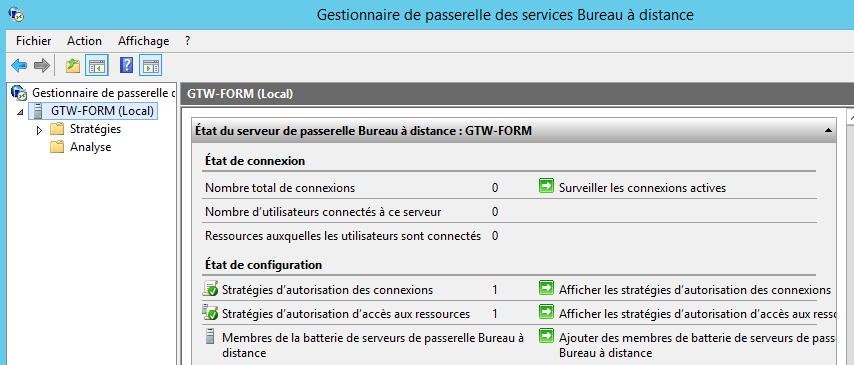 Gestionnaire de passerelle des services Bureau à distance
Fichier Action Affichage ?
Gestionnaire de passerelle d
GTW-FORM (Local)
Stratégies
Analyse
GTW-FORM (Local)
État du serveur de passerelle Bureau à distance : GTW-FORM
État de connexion
Nombre total de connexions 0 Surveiller les connexions actives
Nombre d'utilisateurs connectés à ce serveur 0
Ressources auxquelles les utilisateurs sont connectés 0
État de configuration
Stratégies d'autorisation des connexions 1 Afficher les stratégies d'autorisation des connexions
Stratégies d'autorisation d'accès aux ressources 1 Afficher les stratégies d'autorisation d'accès aux ressc
Membres de la batterie de serveurs de passerelle Bureau à Ajouter des membres de batterie de serveurs de pass
distance Bureau à distance